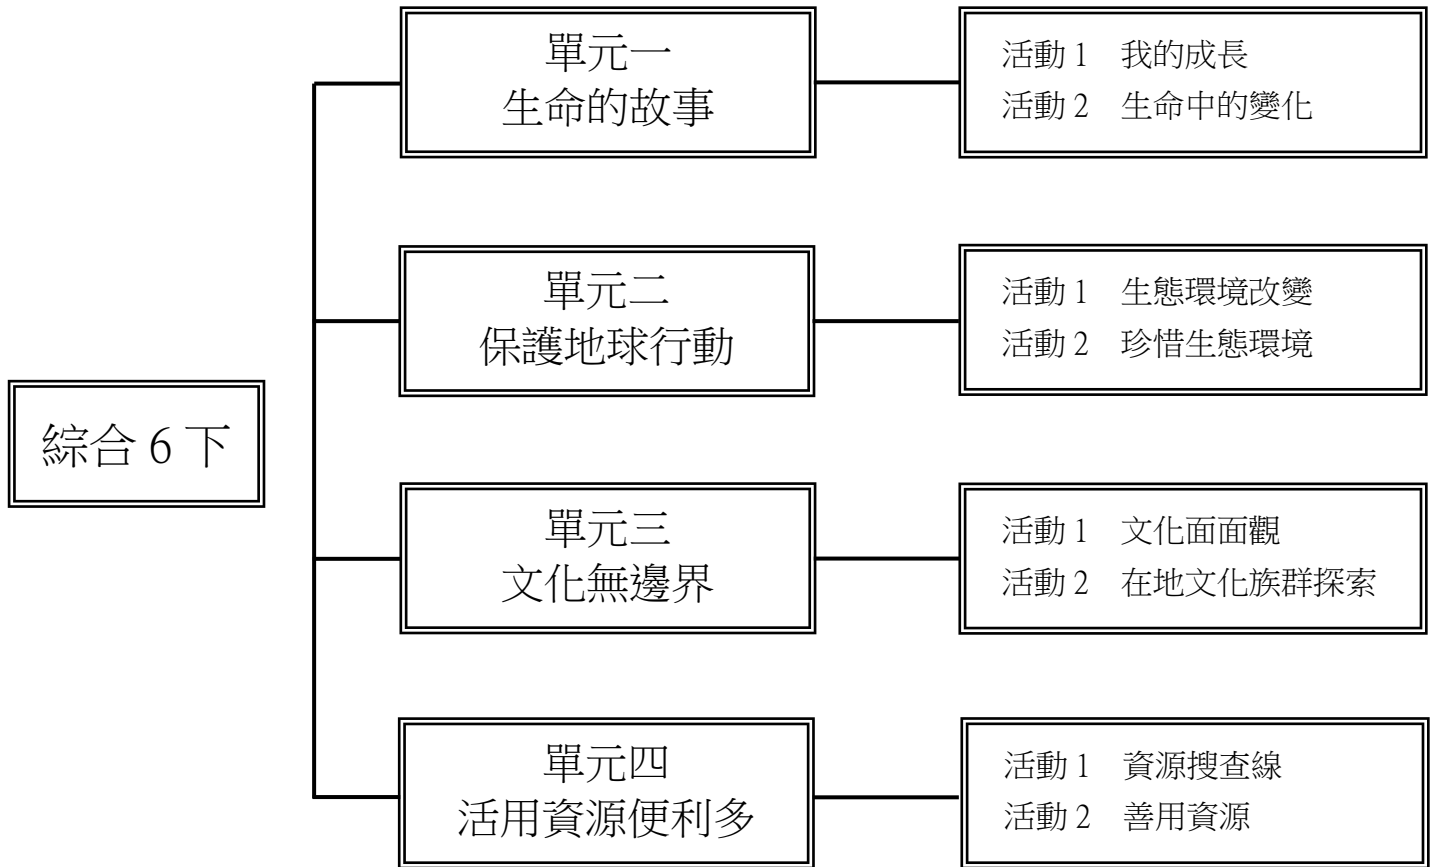 單元一
生命的故事
活動 1　我的成長
活動 2　生命中的變化
單元二
保護地球行動
活動 1　生態環境改變
活動 2　珍惜生態環境
綜合 6 下
單元三
文化無邊界
活動 1　文化面面觀
活動 2　在地文化族群探索
單元四
活用資源便利多
活動 1　資源搜查線
活動 2　善用資源